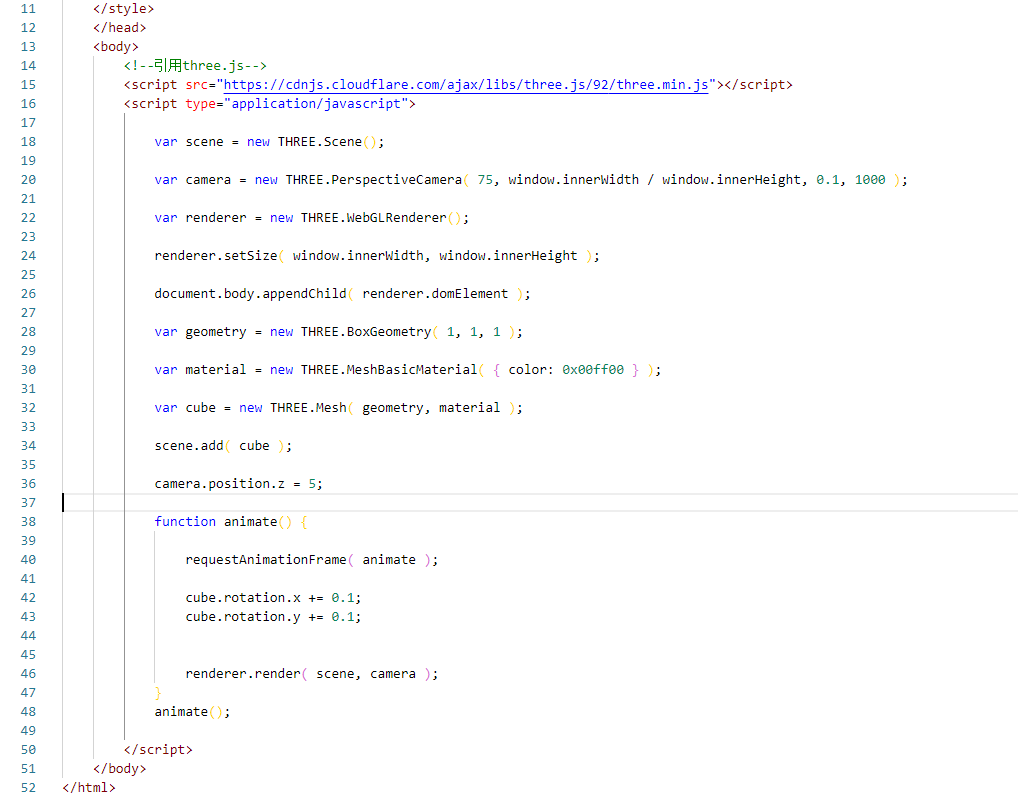 11 </style>
12 </head>
13 <body>
14 <!--引用three.js-->
15 <script src="https://cdnjs.cloudflare.com/ajax/libs/three.js/92/three.min.js"></script>
16 <script type="application/javascript">
17
18 var scene = new THREE.Scene();
19
20 var camera = new THREE.PerspectiveCamera( 75, window.innerWidth / window.innerHeight, 0.1, 1000 );
21
22 var renderer = new THREE.WebGLRenderer();
23
24 renderer.setSize( window.innerWidth, window.innerHeight );
25
26 document.body.appendChild( renderer.domElement );
27
28 var geometry = new THREE.BoxGeometry( 1, 1, 1 );
29
30 var material = new THREE.MeshBasicMaterial( { color: 0x00ff00 } );
31
32 var cube = new THREE.Mesh( geometry, material );
33
34 scene.add( cube );
35
36 camera.position.z = 5;
37
38 function animate() {
39
40 requestAnimationFrame( animate );
41
42 cube.rotation.x += 0.1;
43 cube.rotation.y += 0.1;
44
45
46 renderer.render( scene, camera );
47 }
48 animate();
49
50 </script>
51 </body>
52 </html>